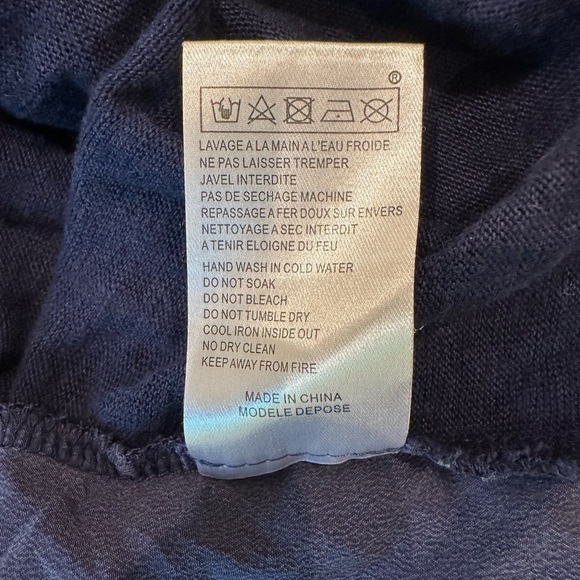 ®
LAVAGE A LA MAIN A L'EAU FROIDE
NE PAS LAISSER TREMPER
JAVEL INTERDITE
PAS DE SECHAGE MACHINE
REPASSAGE A FER DOUX SUR ENVERS
NETTOYAGE A SEC INTERDIT
A TENIR ELOIGNE DU FEU
HAND WASH IN COLD WATER
DO NOT SOAK
DO NOT BLEACH
DO NOT TUMBLE DRY
COOL IRON INSIDE OUT
NO DRY CLEAN
KEEP AWAY FROM FIRE
MADE IN CHINA
MODELE DEPOSE